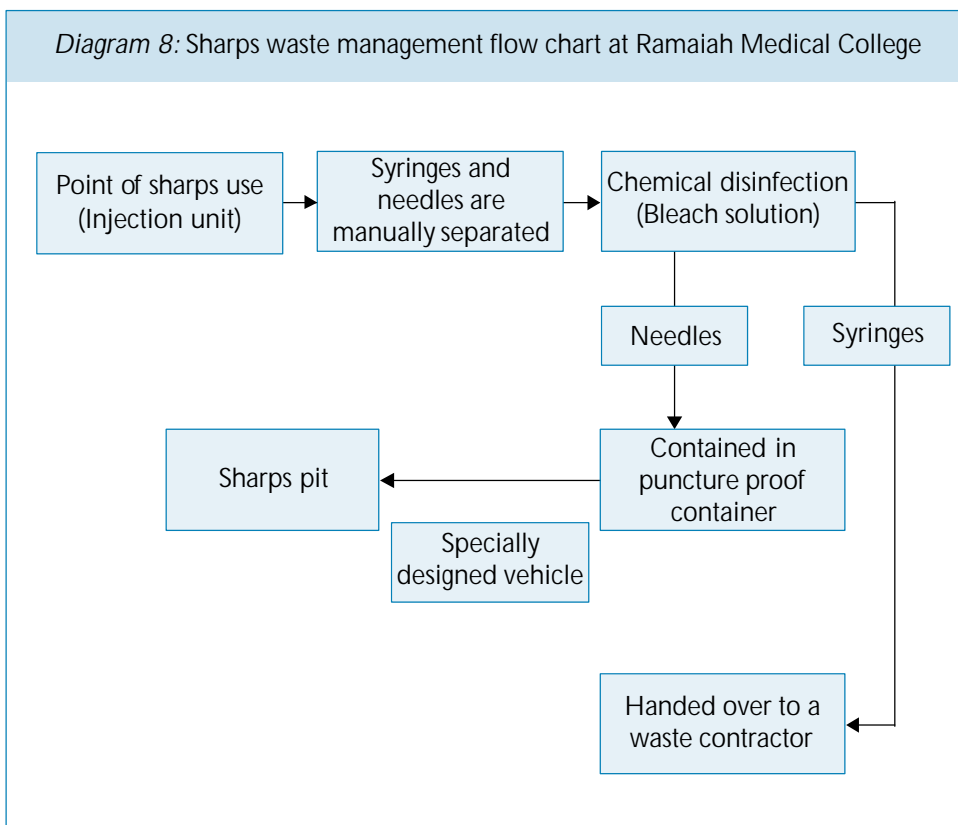 Diagram 8: Sharps waste management flow chart at Ramaiah Medical College
Point of sharps use
(Injection unit)
Syringes and
needles are
manually separated
Chemical disinfection
(Bleach solution)
Needles
Syringes
Sharps pit
Contained in
puncture proof
container
Specially
designed vehicle
Handed over to a
waste contractor